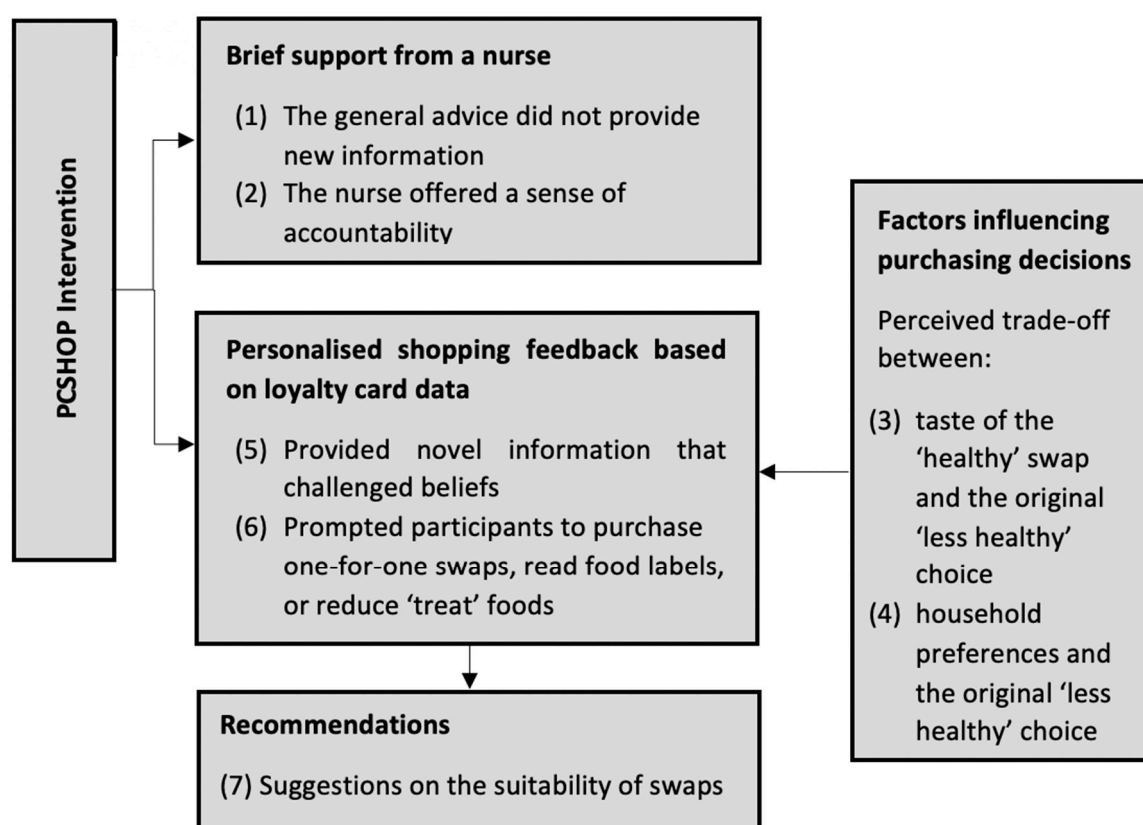 PCSHOP Intervention
Brief support from a nurse
(1) The general advice did not provide
new information
(2) The nurse offered a sense of
accountability
Personalised shopping feedback based
on loyalty card data
(5) Provided novel information that
challenged beliefs
(6) Prompted participants to purchase
one-for-one swaps, read food labels,
or reduce ‘treat’ foods
Recommendations
(7) Suggestions on the suitability of swaps
Factors influencing
purchasing decisions
Perceived trade-off
between:
(3) taste of the
‘healthy’ swap
and the original
‘less healthy’
choice
(4) household
preferences and
the original ‘less
healthy’ choice